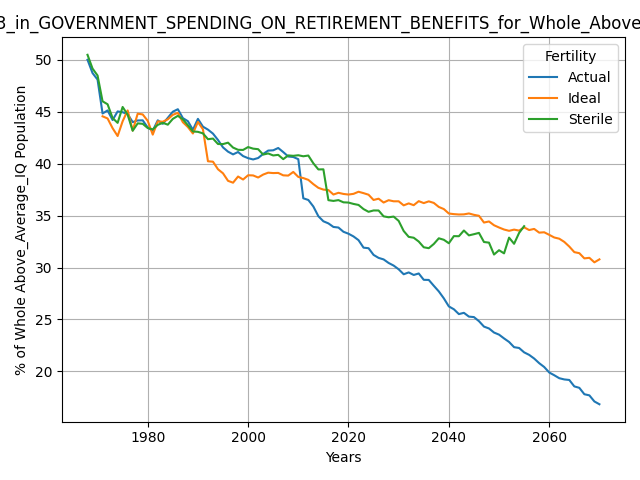 3_in_GOVERNMENT_SPENDING_ON_RETIREMENT_BENEFITS_for_Whole_Above
Fertility
Actual
Ideal
Sterile
% of Whole Above_Average_IQ Population
50
45
40
35
30
25
20
1980
2000
2020
2040
2060
Years